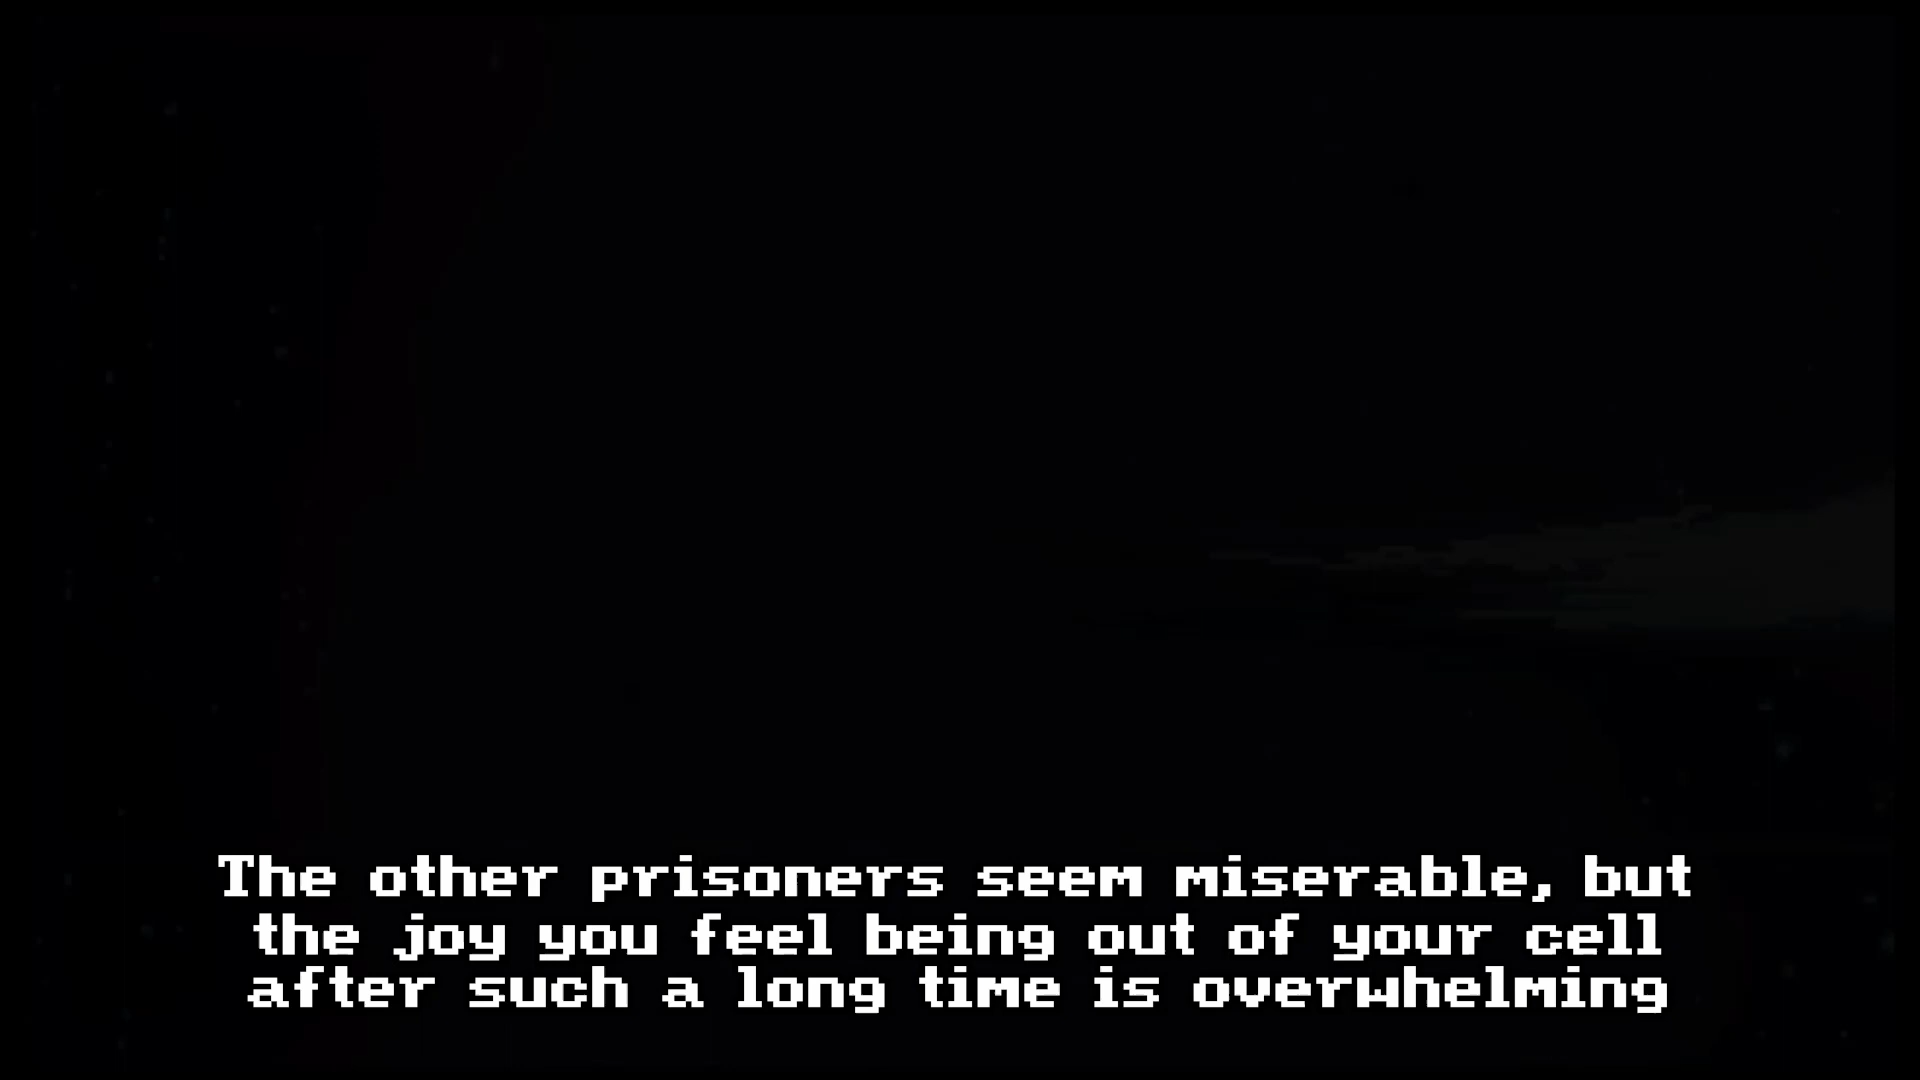 The other prisoners seem miserable, but
the joy you feel being out of your cell
after such a long time is overwhelming